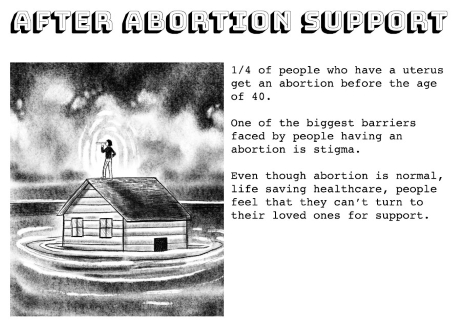 AFTER ABORTION SUPPORT
1/4 of people who have a uterus
get an abortion before the age
of 40.
One of the biggest barriers
faced by people having an
abortion is stigma.
Even though abortion is normal,
life saving healthcare, people
feel that they can't turn to
their loved ones for support.